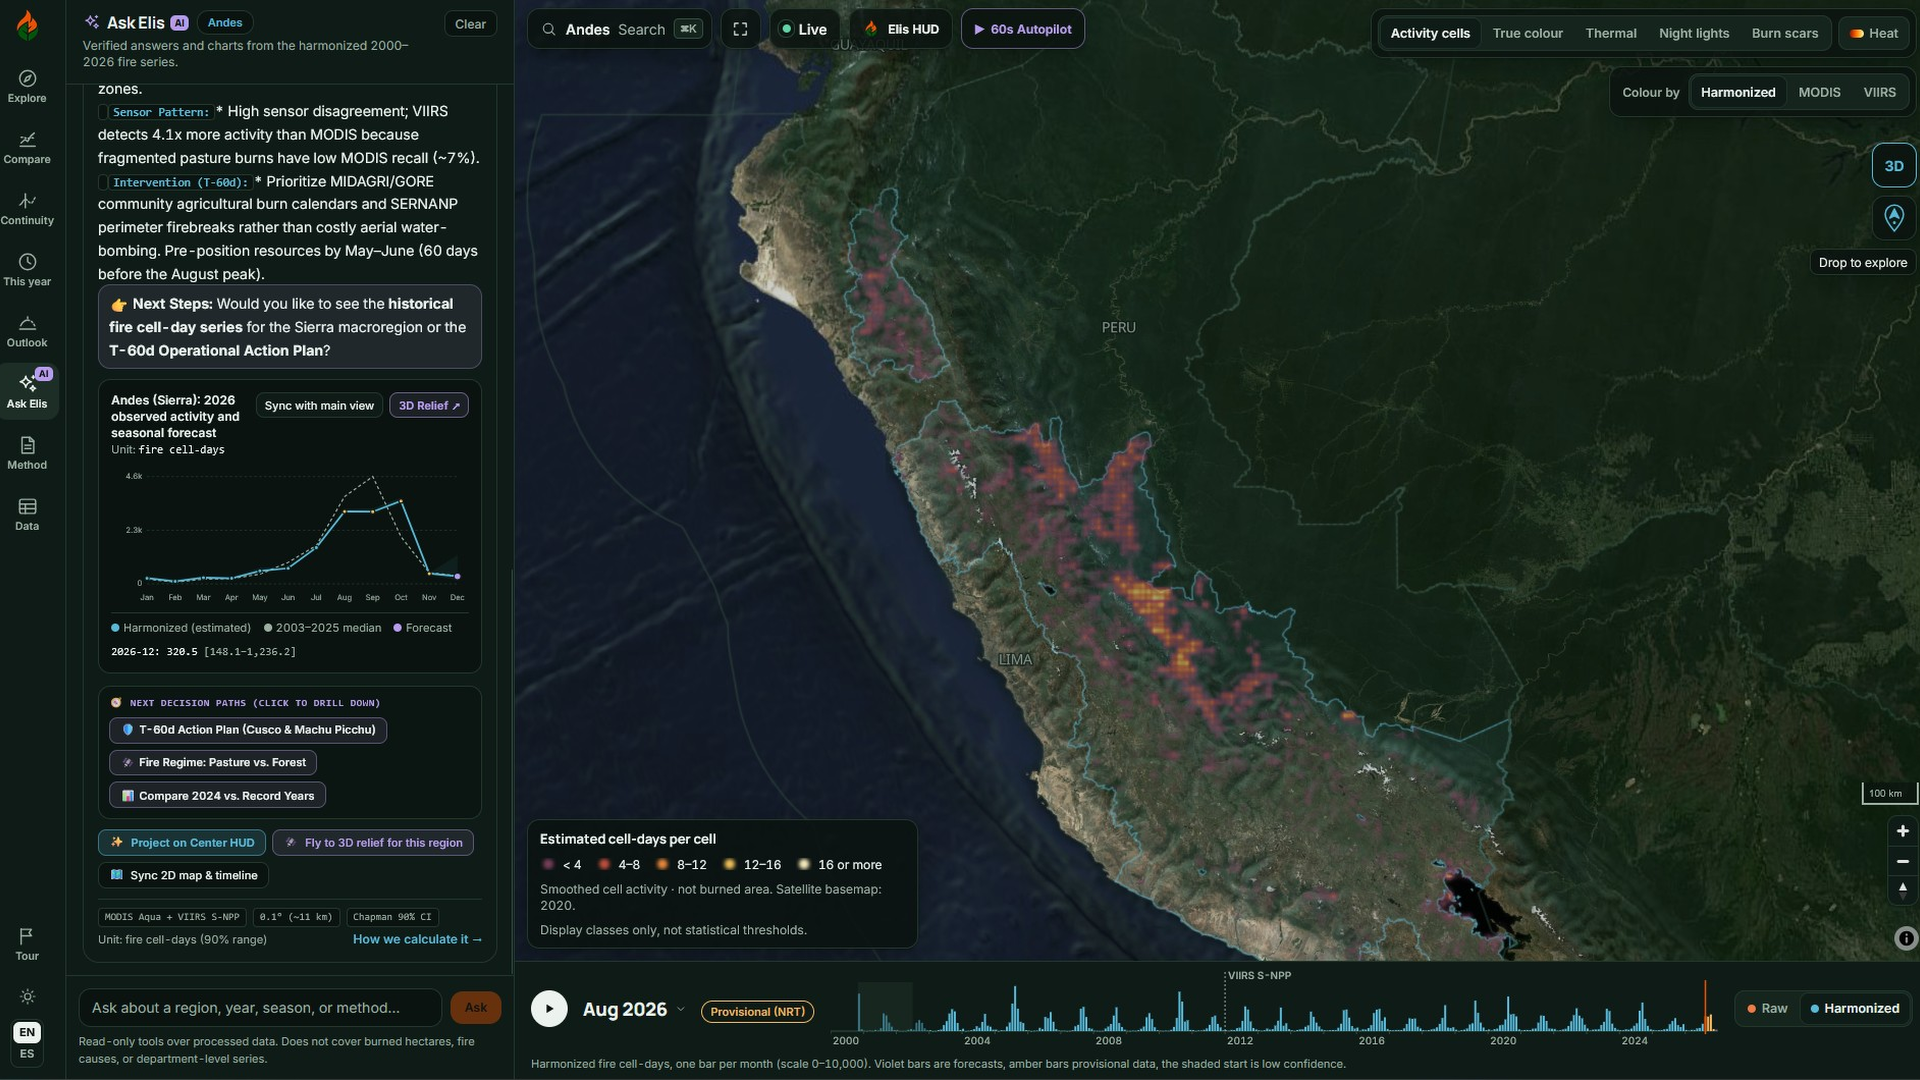 Explore
Compare
Continuity
This year
Outlook
AI
Ask Elis
Method
Data
Tour
EN
ES
Ask Elis AI Andes
Clear
Verified answers and charts from the harmonized 2000–
2026 fire series.
zones.
Sensor Pattern: * High sensor disagreement; VIIRS
detects 4.1x more activity than MODIS because
fragmented pasture burns have low MODIS recall (~7%).
Intervention (T-60d): * Prioritize MIDAGRI/GORE
community agricultural burn calendars and SERNANP
perimeter firebreaks rather than costly aerial water-
bombing. Pre-position resources by May–June (60 days
before the August peak).
👉 Next Steps: Would you like to see the historical
fire cell-day series for the Sierra macroregion or the
T-60d Operational Action Plan?
Andes (Sierra): 2026
observed activity and
seasonal forecast
Sync with main view
3D Relief ↗
Unit: fire cell-days
4.6k
2.3k
0
Jan Feb Mar Apr May Jun Jul Aug Sep Oct Nov Dec
Harmonized (estimated) 2003–2025 median Forecast
2026-12: 320.5 [148.1–1,236.2]
NEXT DECISION PATHS (CLICK TO DRILL DOWN)
T-60d Action Plan (Cusco & Machu Picchu)
Fire Regime: Pasture vs. Forest
Compare 2024 vs. Record Years
Project on Center HUD
Fly to 3D relief for this region
Sync 2D map & timeline
MODIS Aqua + VIIRS S-NPP
0.1° (~11 km)
Chapman 90% CI
Unit: fire cell-days (90% range)
How we calculate it →
Ask about a region, year, season, or method...
Ask
Read-only tools over processed data. Does not cover burned hectares, fire
causes, or department-level series.
Andes Search ⌘K
Live
Elis HUD
60s Autopilot
Activity cells
True colour
Thermal
Night lights
Burn scars
Heat
Colour by
Harmonized
MODIS
VIIRS
3D
Drop to explore
GUAYAQUIL
PERU
LIMA
100 km
Estimated cell-days per cell
< 4 4–8 8–12 12–16 16 or more
Smoothed cell activity · not burned area. Satellite basemap:
2020.
Display classes only, not statistical thresholds.
Aug 2026
Provisional (NRT)
VIIRS S-NPP
2000 2004 2008 2012 2016 2020 2024
Raw
Harmonized
Harmonized fire cell-days, one bar per month (scale 0–10,000). Violet bars are forecasts, amber bars provisional data, the shaded start is low confidence.